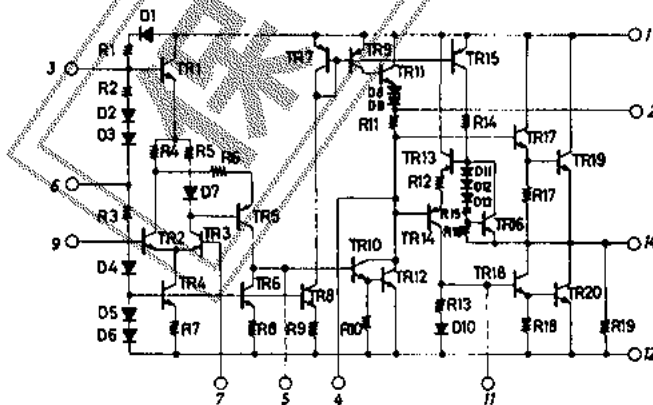 D1
1
R1
TR7
TR9
3
TR1
TR11
TR15
R2
D8
D9
2
D2
R11
R14
D3
TR17
R4
R5
R6
TR13
TR19
D11
6
D7
R12
D12
R17
D13
R3
TR5
R15
9
TR2
TR3
TR14
R16
TR16
14
TR10
D4
TR4
TR6
TR8
TR12
TR18
TR20
R13
D5
R7
R8
R9
R10
R18
R19
D6
D10
12
7
5
4
11